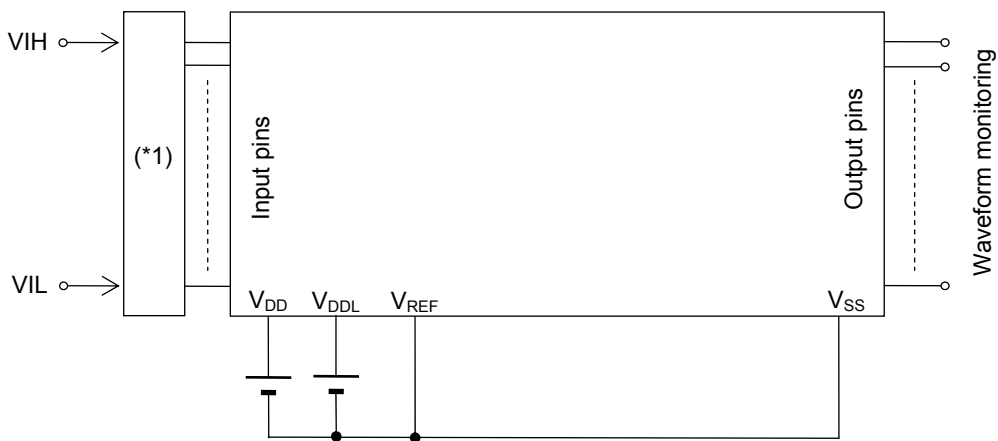 VIH
VIL
(*1)
Input pins
Output pins
Waveform monitoring
VDD VDDL VREF VSS